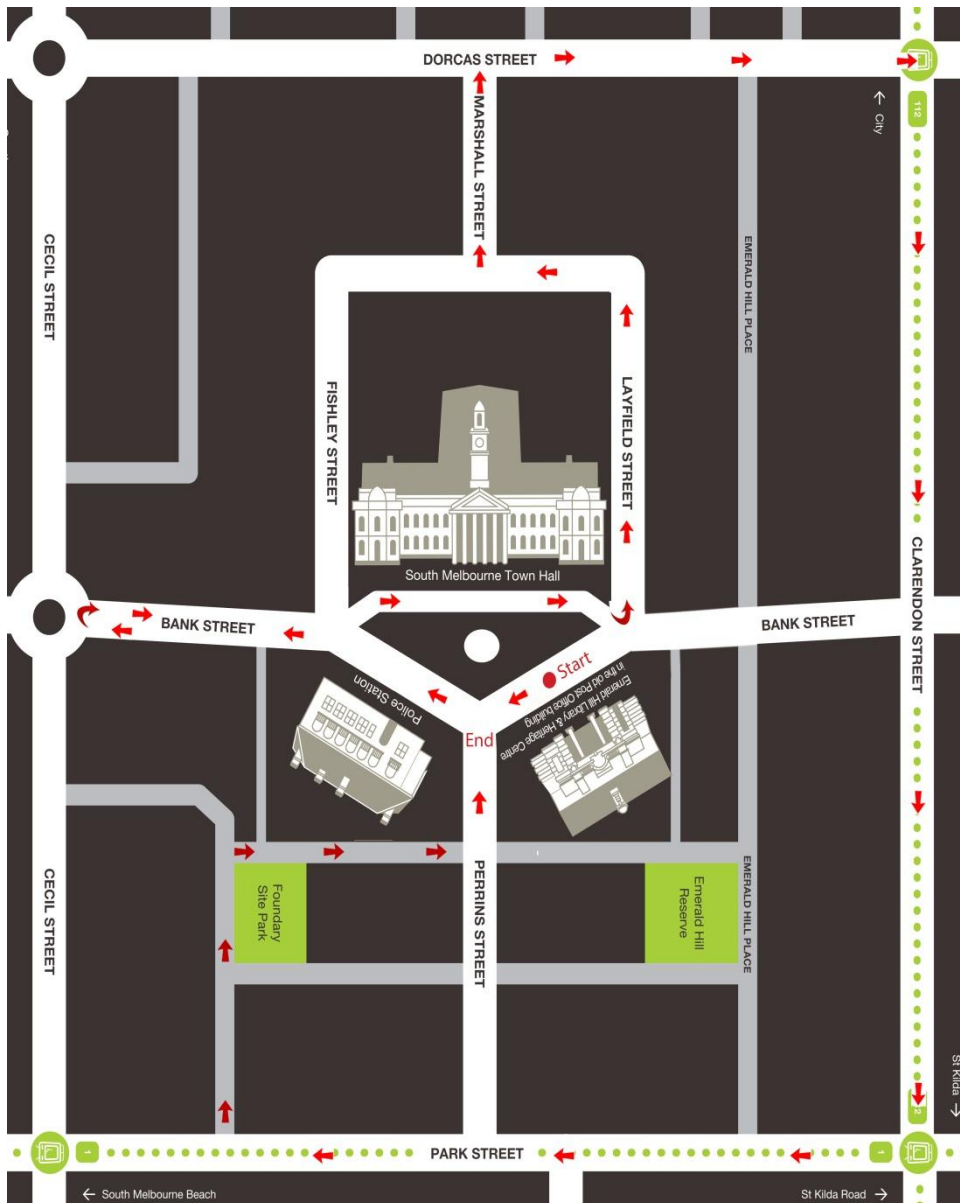 DORCAS STREET
MARSHALL STREET
112
← City
CECIL STREET
EMERALD HILL PLACE
FISHLEY STREET
LAYFIELD STREET
CLARENDON STREET
South Melbourne Town Hall
BANK STREET
BANK STREET
Start
Police Station
Emerald Hill Library & Heritage Centre
in the old Post Office building
End
PERRINS STREET
Foundary
Site Park
Emerald Hill
Reserve
EMERALD HILL PLACE
CECIL STREET
St Kilda →
1
PARK STREET
1
← South Melbourne Beach
St Kilda Road →